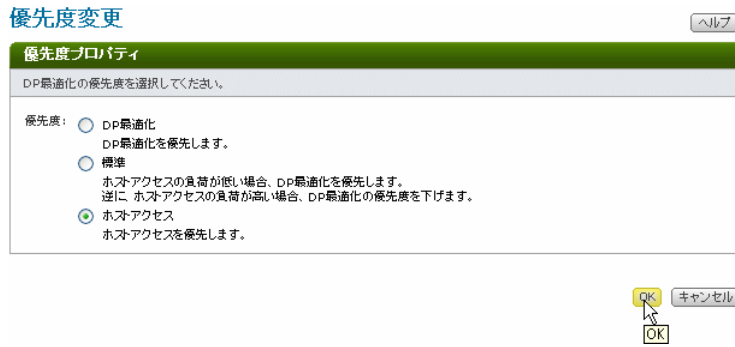 優先度変更
ヘルプ
優先度プロパティ
DP最適化の優先度を選択してください。
優先度: DP最適化
DP最適化を優先します。
標準
ホストアクセスの負荷が低い場合、DP最適化を優先します。
逆に、ホストアクセスの負荷が高い場合、DP最適化の優先度を下げます。
ホストアクセス
ホストアクセスを優先します。
OK キャンセル
OK